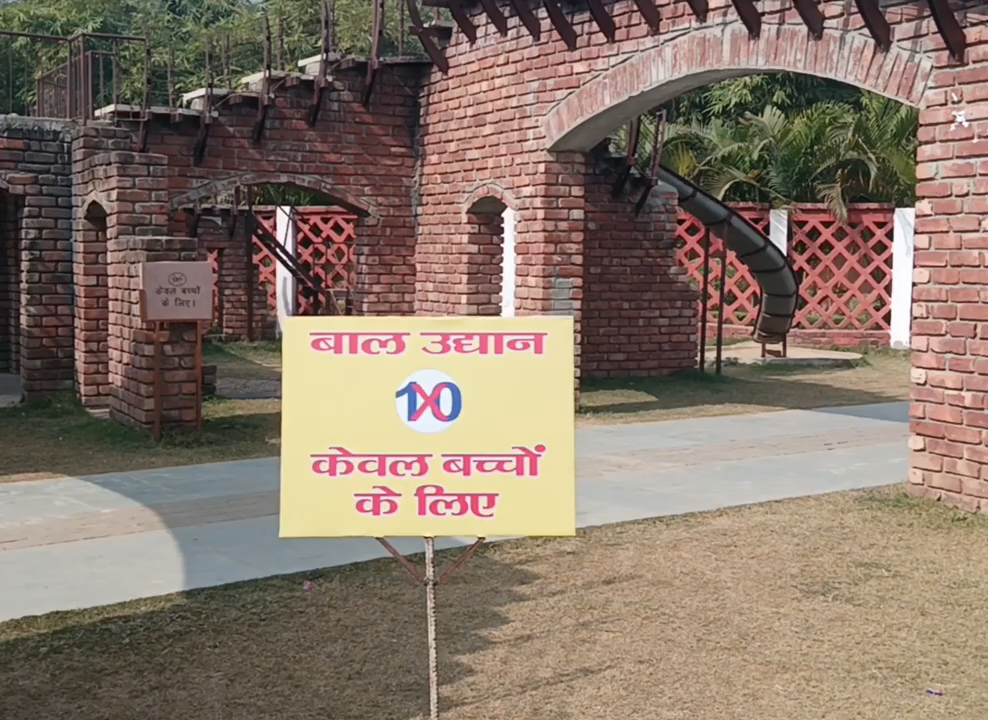 बाल उद्यान
10
केवल बच्चों
के लिए
केवल बच्चों
के लिए।